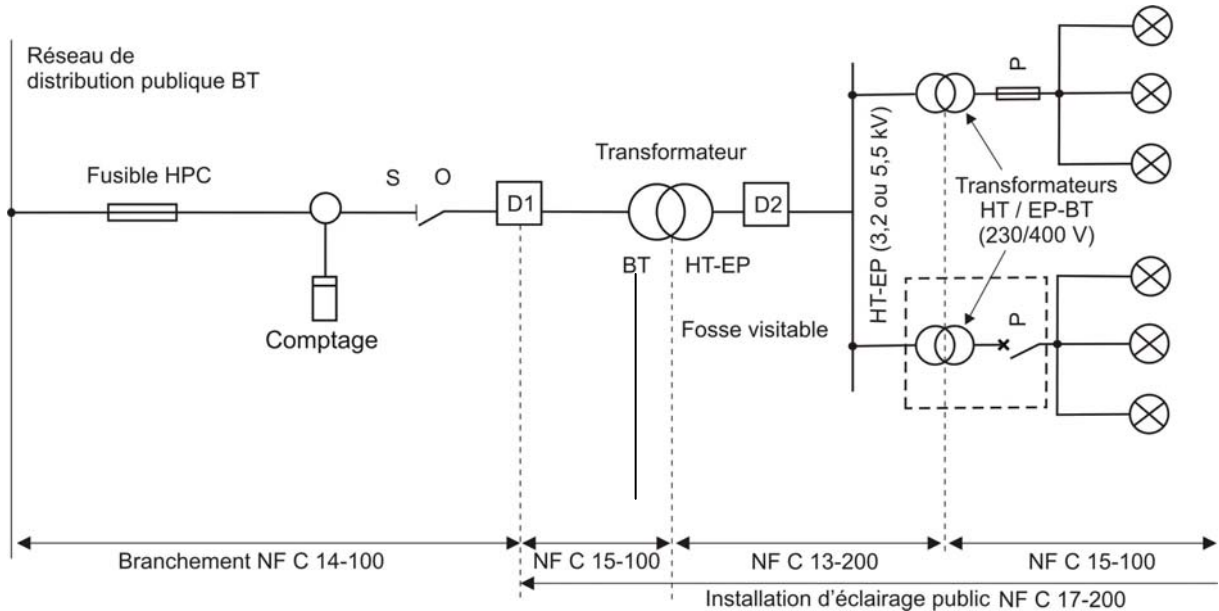 Réseau de
distribution publique BT
Fusible HPC
Comptage
S
O
D1
Transformateur
D2
BT
HT-EP
Fosse visitable
HT-EP (3,2 ou 5,5 kV)
P
Transformateurs
HT / EP-BT
(230/400 V)
P
Branchement NF C 14-100
NF C 15-100
NF C 13-200
NF C 15-100
Installation d'éclairage public NF C 17-200